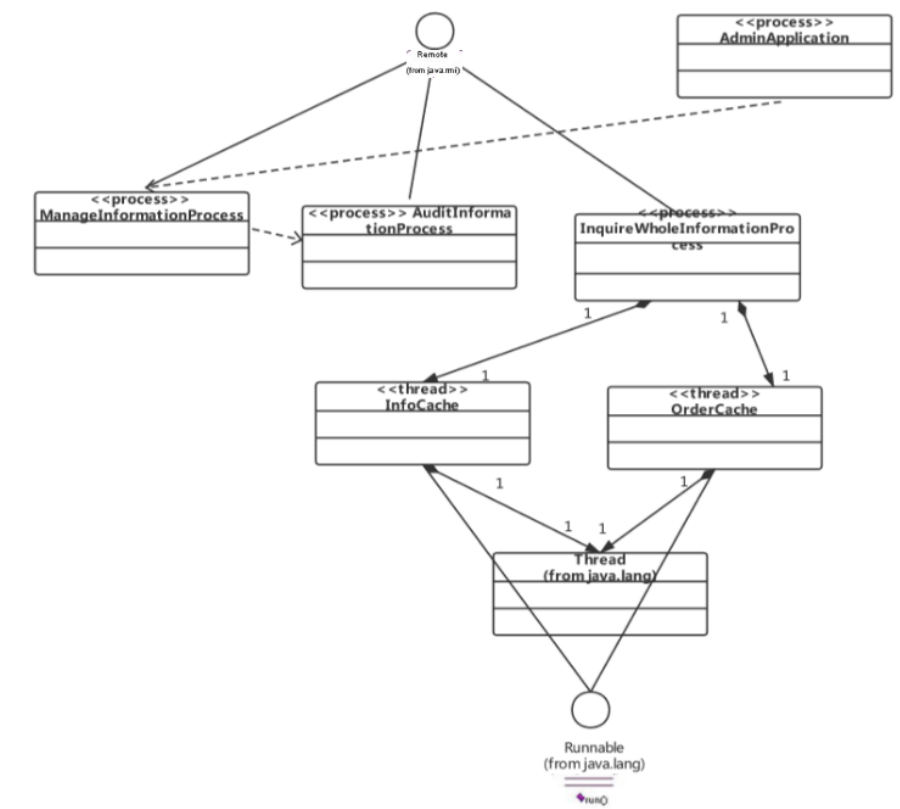 Remote
(from java.rmi)
<<process>>
AdminApplication
<<process>>
ManageInformationProcess
<<process>> AuditInforma
tionProcess
<<process>>
InquireWholeInformationPro
cess
1
1
1
1
<<thread>>
InfoCache
<<thread>>
OrderCache
1
1
1
1
Thread
(from java.lang)
Runnable
(from java.lang)
run()